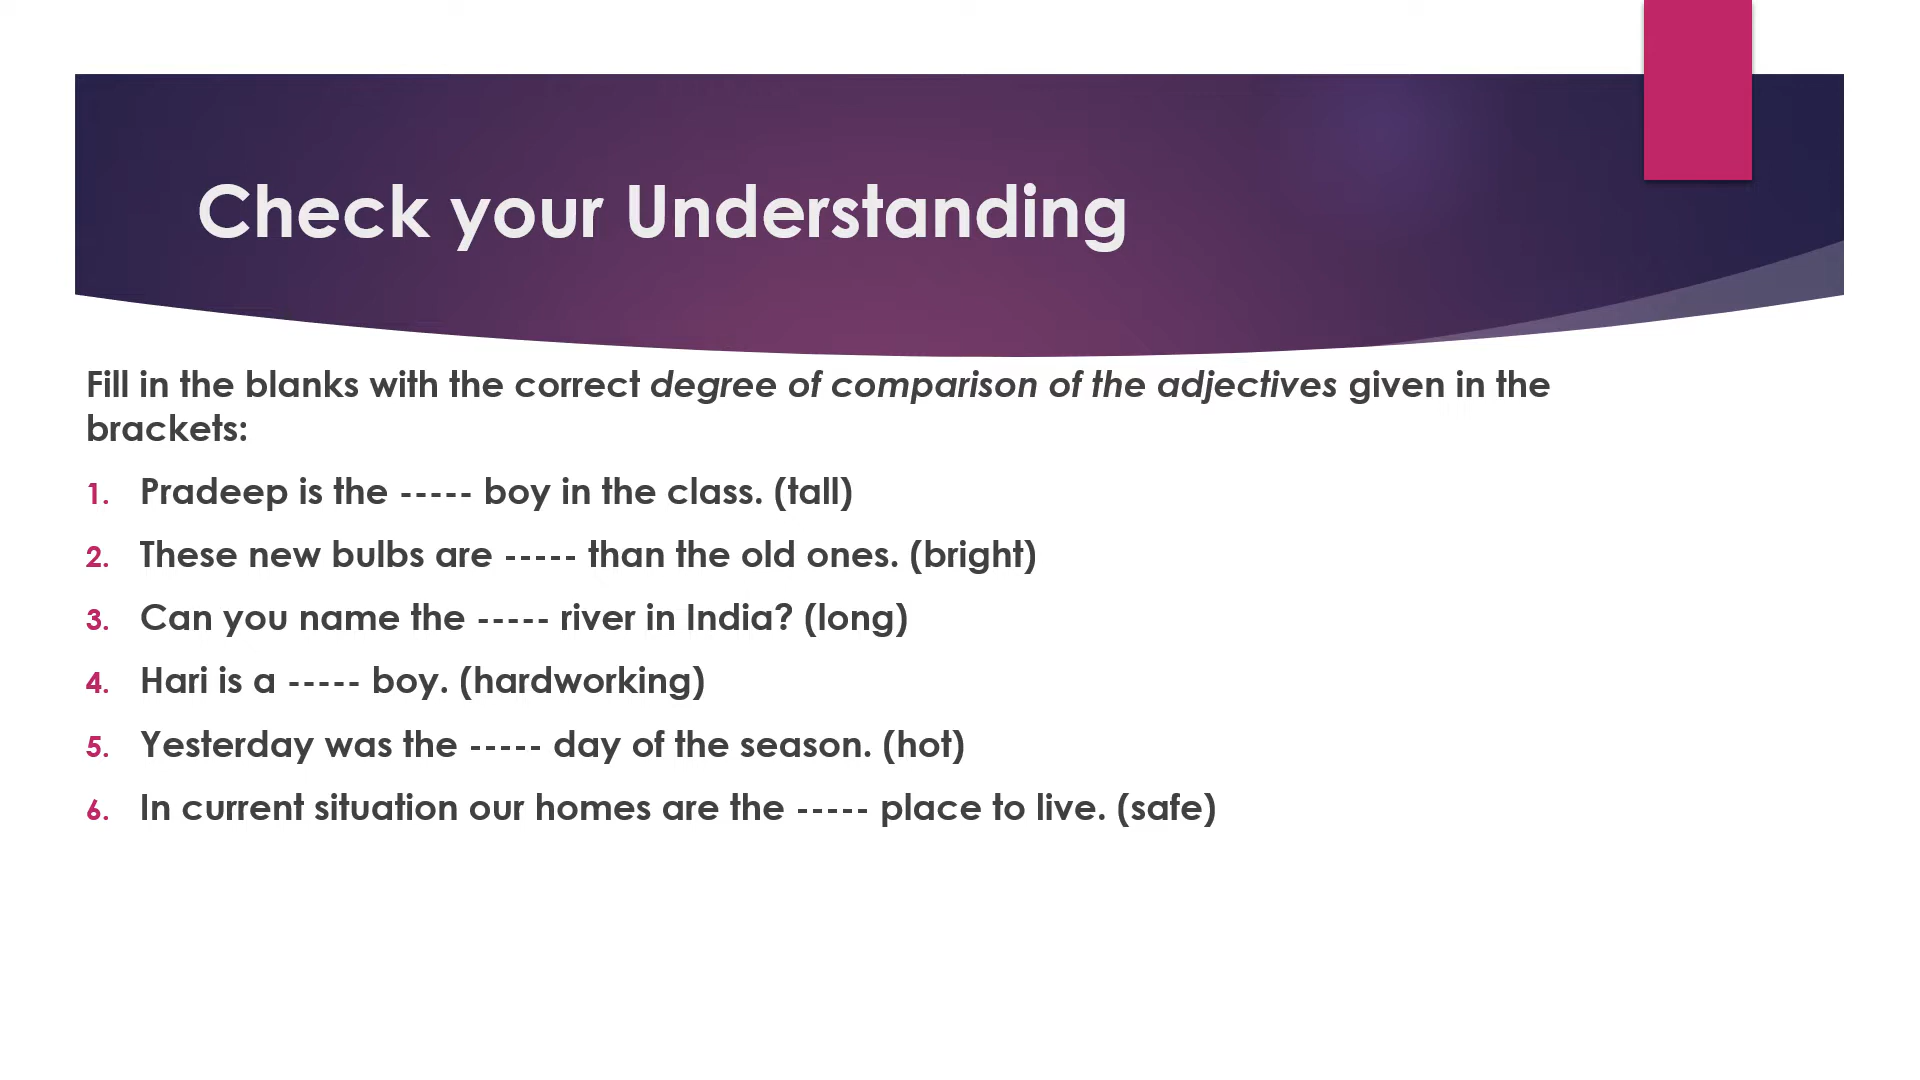 Check your Understanding
Fill in the blanks with the correct degree of comparison of the adjectives given in the
brackets:
1. Pradeep is the ----- boy in the class. (tall)
2. These new bulbs are ----- than the old ones. (bright)
3. Can you name the ----- river in India? (long)
4. Hari is a ----- boy. (hardworking)
5. Yesterday was the ----- day of the season. (hot)
6. In current situation our homes are the ----- place to live. (safe)